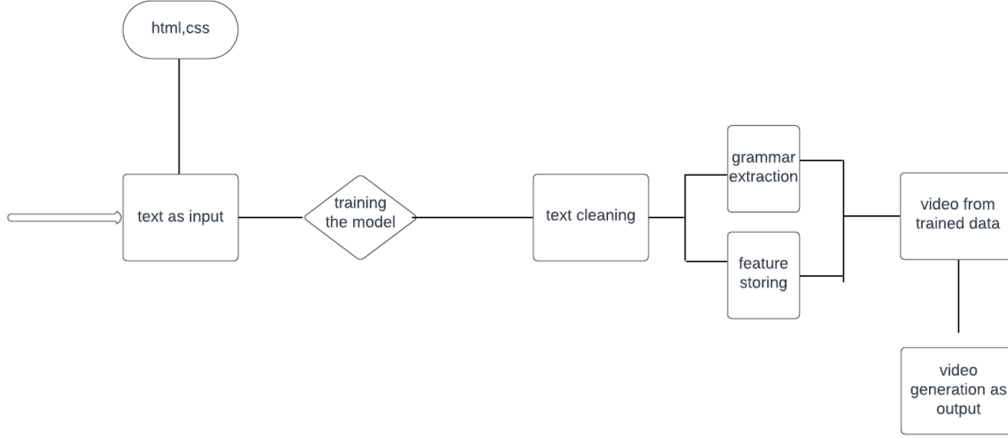 html,css
text as input
training
the model
text cleaning
grammar
extraction
feature
storing
video from
trained data
video
generation as
output